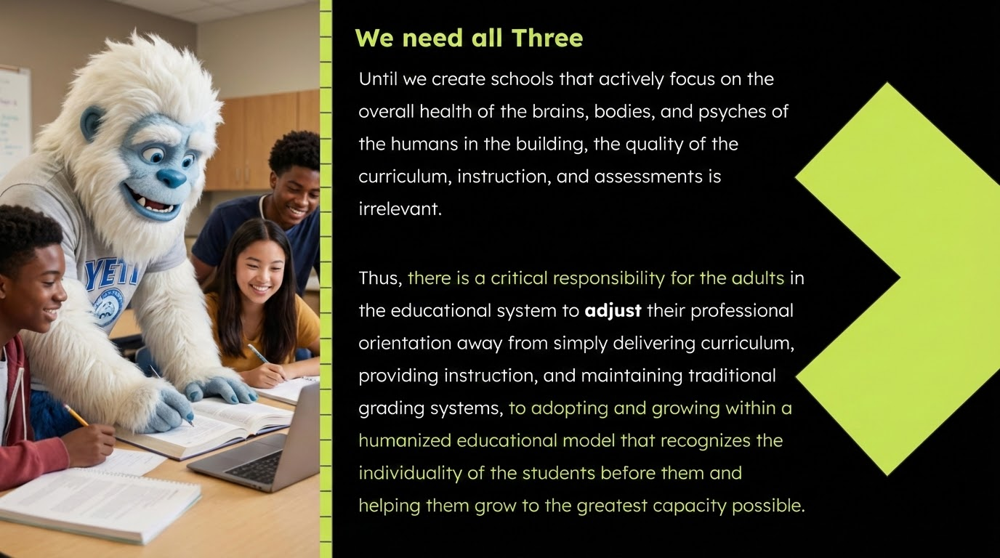 We need all Three
Until we create schools that actively focus on the
overall health of the brains, bodies, and psyches of
the humans in the building, the quality of the
curriculum, instruction, and assessments is
irrelevant.
Thus, there is a critical responsibility for the adults in
the educational system to adjust their professional
orientation away from simply delivering curriculum,
providing instruction, and maintaining traditional
grading systems, to adopting and growing within a
humanized educational model that recognizes the
individuality of the students before them and
helping them grow to the greatest capacity possible.
YETI